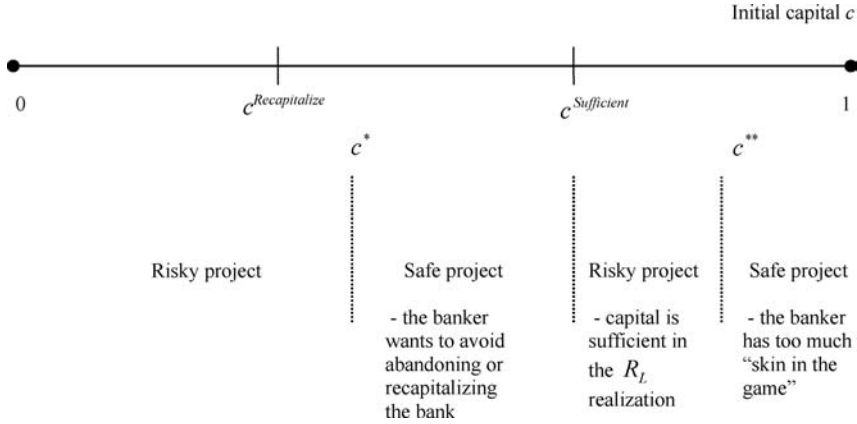 Initial capital c
0
c^Recapitalize
c^Sufficient
1
c^*
c^**
Risky project
Safe project
Risky project
Safe project
- the banker
wants to avoid
abandoning or
recapitalizing
the bank
- capital is
sufficient in
the R_L
realization
- the banker
has too much
“skin in the
game”